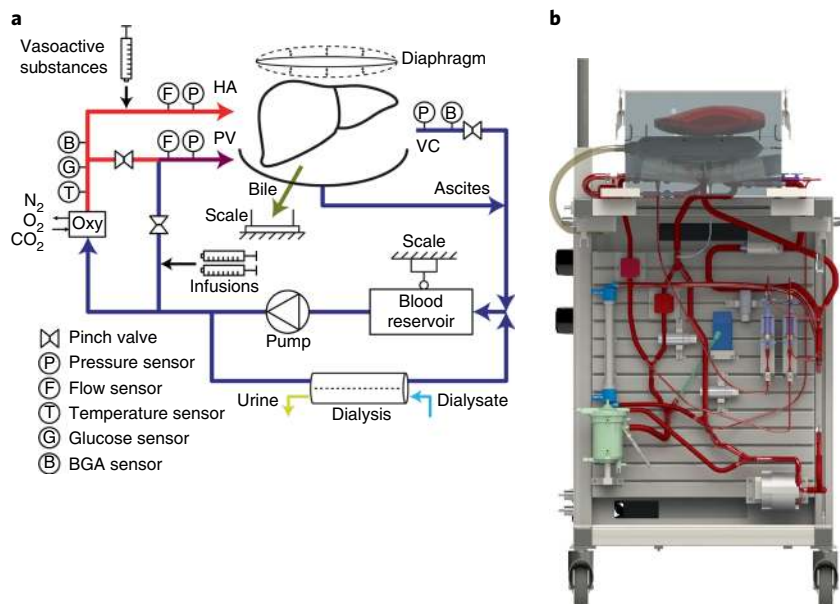 a
b
Vasoactive
substances
Diaphragm
F P
HA
P B
VC
B
F P
PV
G
T
Bile
Ascites
N2
O2
CO2
Oxy
Scale
Scale
Infusions
Blood
reservoir
Pump
Pinch valve
P Pressure sensor
F Flow sensor
T Temperature sensor
G Glucose sensor
B BGA sensor
Urine
Dialysis
Dialysate